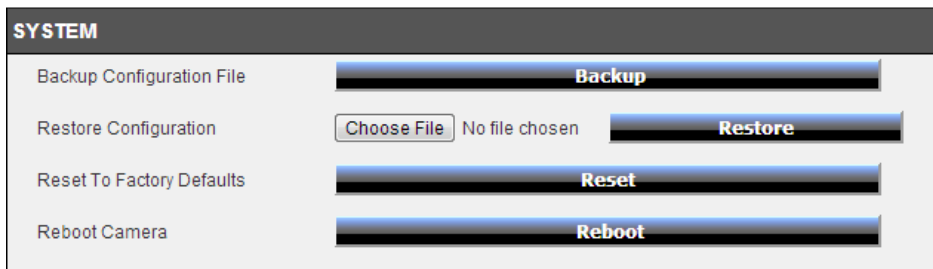 SYSTEM
Backup Configuration File Backup
Restore Configuration Choose File No file chosen Restore
Reset To Factory Defaults Reset
Reboot Camera Reboot